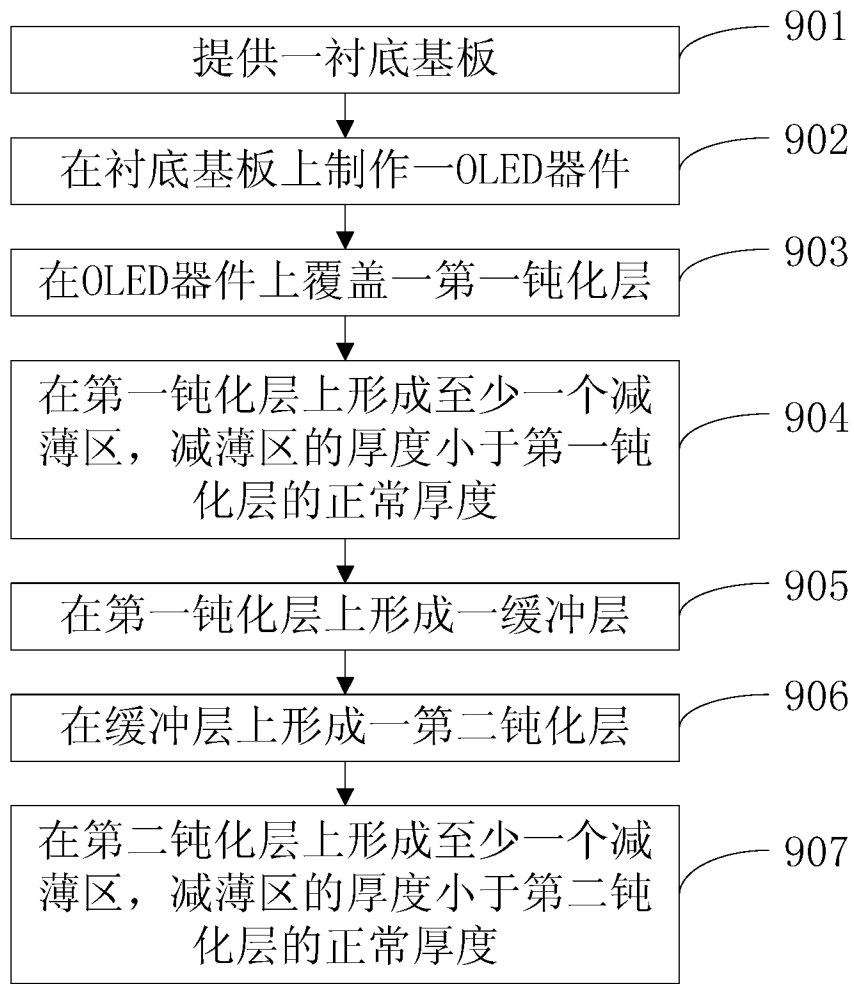 提供一衬底基板
901
在衬底基板上制作一OLED器件
902
在OLED器件上覆盖一第一钝化层
903
在第一钝化层上形成至少一个减
薄区，减薄区的厚度小于第一钝
化层的正常厚度
904
在第一钝化层上形成一缓冲层
905
在缓冲层上形成一第二钝化层
906
在第二钝化层上形成至少一个减
薄区，减薄区的厚度小于第二钝
化层的正常厚度
907